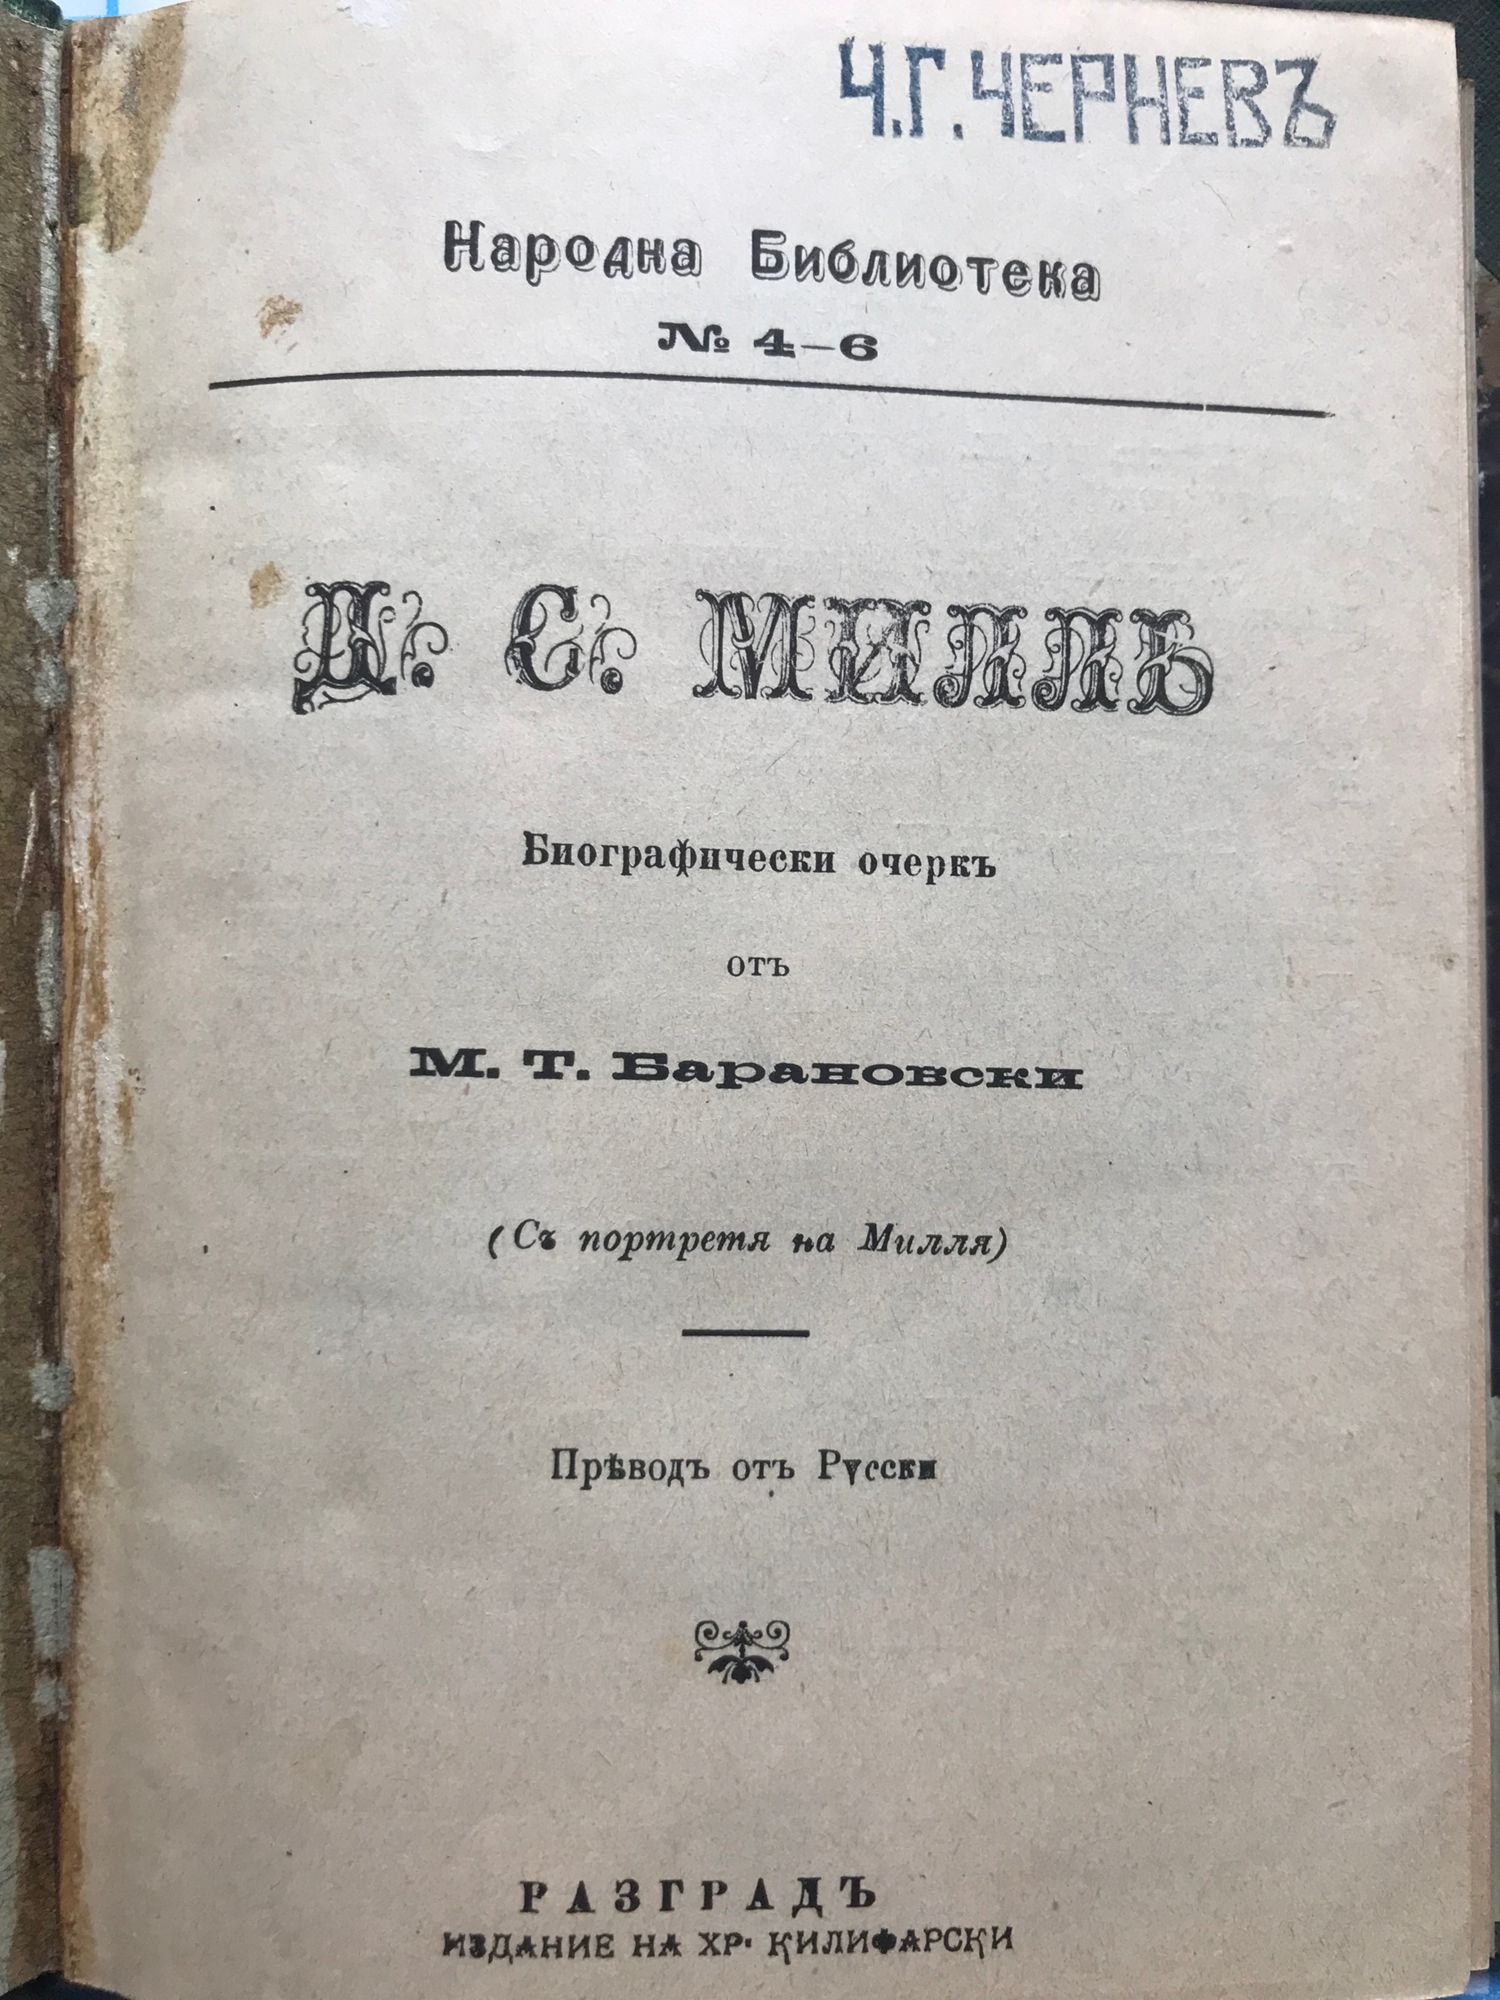 Ч.Г.ЧЕРНЕВЪ
Народна Библиотека
№ 4–6
Д. С. МИЛЛЬ
Биографически очеркъ
отъ
М. Т. Барановски
(Съ портретя на Милля)
Прѣводъ отъ Русски
РАЗГРАДЪ
ИЗДАНИЕ НА ХР. КИЛИФАРСКИ